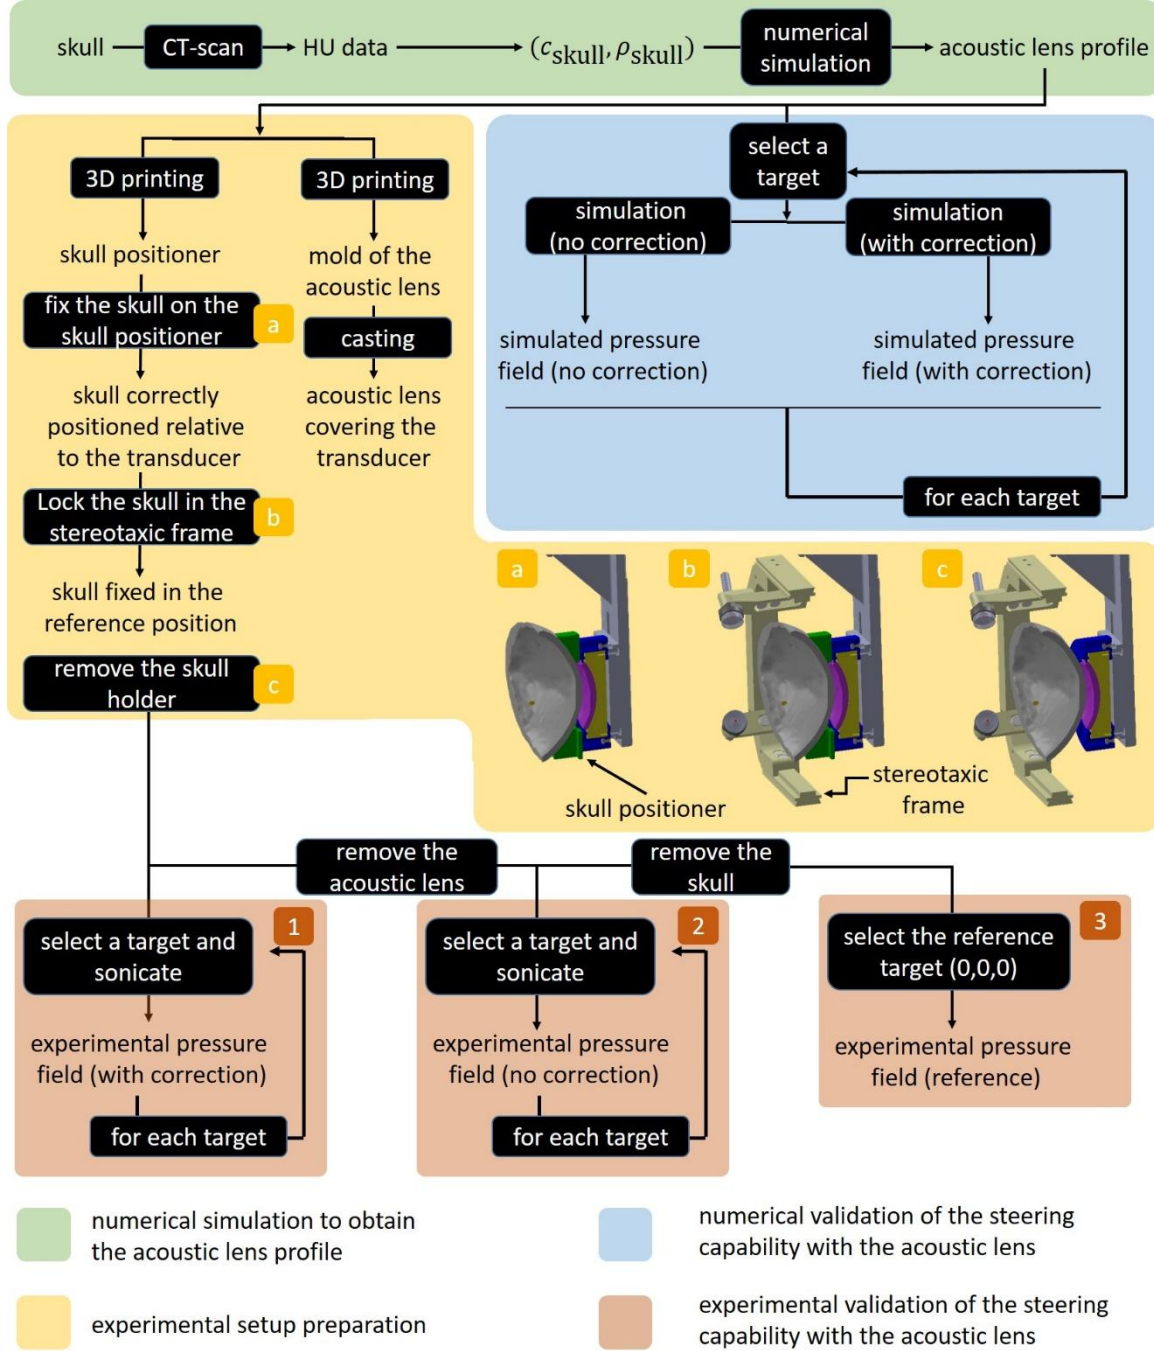 skull
CT-scan
HU data
(c_skull, ρ_skull)
numerical
simulation
acoustic lens profile
3D printing
skull positioner
fix the skull on the
skull positioner
a
skull correctly
positioned relative
to the transducer
Lock the skull in the
stereotaxic frame
b
skull fixed in the
reference position
remove the skull
holder
c
3D printing
mold of the
acoustic lens
casting
acoustic lens
covering the
transducer
select a
target
simulation
(no correction)
simulation
(with correction)
simulated pressure
field (no correction)
simulated pressure
field (with correction)
for each target
a
b
c
skull positioner
stereotaxic
frame
remove the
acoustic lens
remove the
skull
1
select a target and
sonicate
experimental pressure
field (with correction)
for each target
2
select a target and
sonicate
experimental pressure
field (no correction)
for each target
3
select the reference
target (0,0,0)
experimental pressure
field (reference)
numerical simulation to obtain
the acoustic lens profile
numerical validation of the steering
capability with the acoustic lens
experimental setup preparation
experimental validation of the steering
capability with the acoustic lens